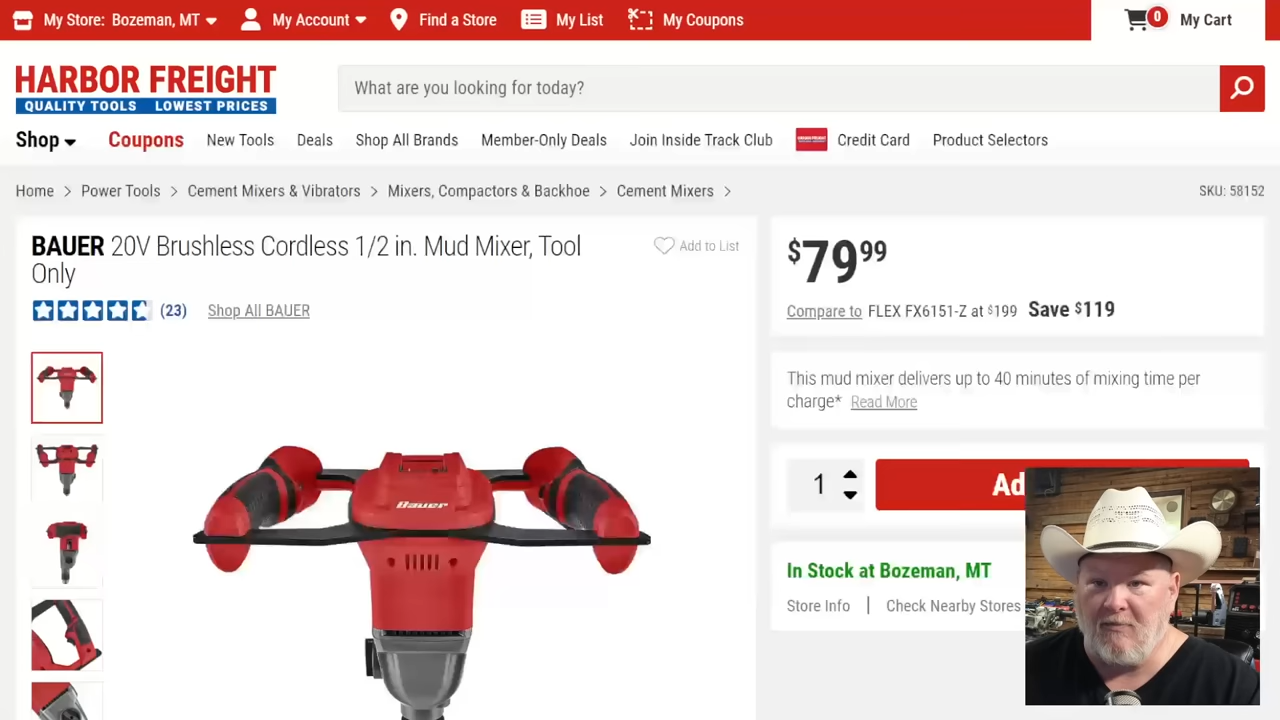 My Store: Bozeman, MT
My Account
Find a Store
My List
My Coupons
0
My Cart
HARBOR FREIGHT
QUALITY TOOLS LOWEST PRICES
What are you looking for today?
Shop
Coupons
New Tools
Deals
Shop All Brands
Member-Only Deals
Join Inside Track Club
Credit Card
Product Selectors
Home > Power Tools > Cement Mixers & Vibrators > Mixers, Compactors & Backhoe > Cement Mixers >
SKU: 58152
BAUER 20V Brushless Cordless 1/2 in. Mud Mixer, Tool
Only
Add to List
(23)
Shop All BAUER
Bauer
$79.99
Compare to FLEX FX6151-Z at $199 Save $119
This mud mixer delivers up to 40 minutes of mixing time per
charge* Read More
1
Ad
In Stock at Bozeman, MT
Store Info | Check Nearby Stores